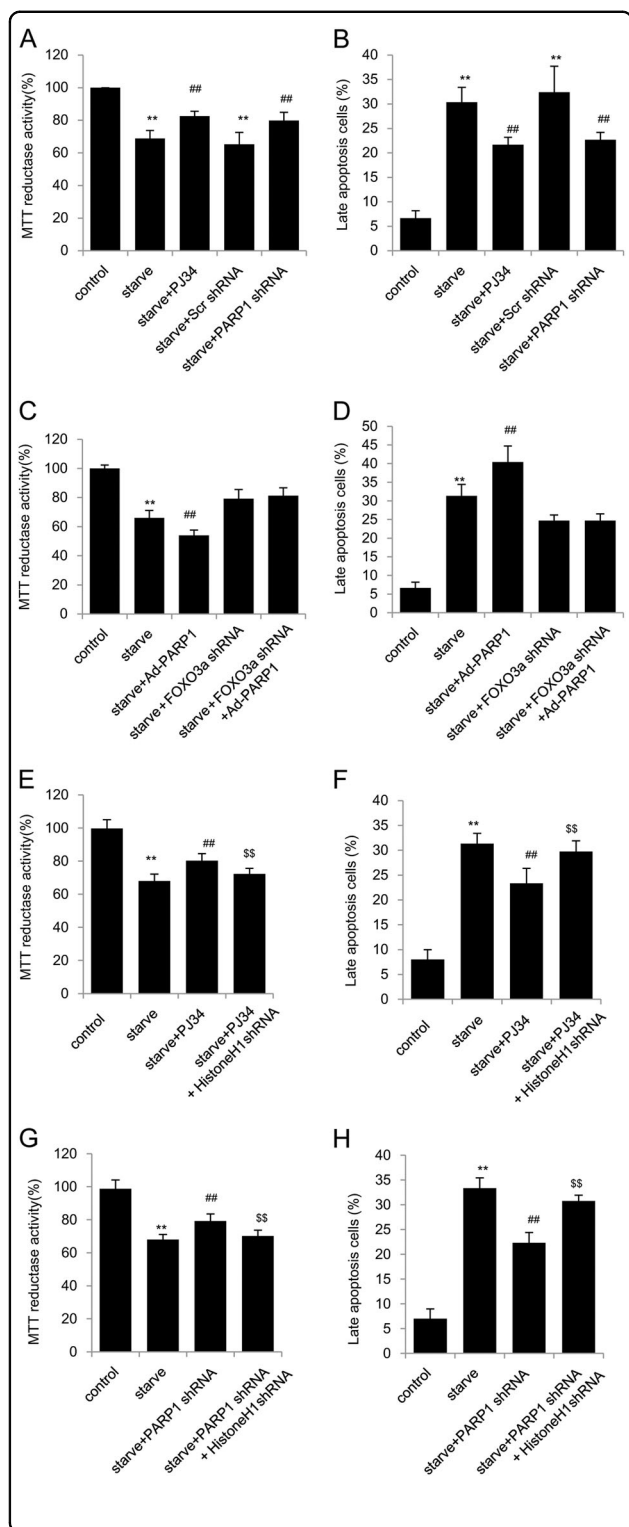 A
MTT reductase activity(%)
120
100
80
60
40
20
0
**
##
**
##
control
starve
starve+PJ34
starve+Scr shRNA
starve+PARP1 shRNA
B
Late apoptosis cells (%)
40
35
30
25
20
15
10
5
0
**
##
**
##
control
starve
starve+PJ34
starve+Scr shRNA
starve+PARP1 shRNA
C
MTT reductase activity(%)
120
100
80
60
40
20
0
**
##
control
starve
starve+Ad-PARP1
starve+FOXO3a shRNA
starve+ FOXO3a shRNA
+Ad-PARP1
D
Late apoptosis cells (%)
50
45
40
35
30
25
20
15
10
5
0
**
##
control
starve
starve+Ad-PARP1
starve+ FOXO3a shRNA
starve+ FOXO3a shRNA
+Ad-PARP1
E
MTT reductase activity(%)
120
100
80
60
40
20
0
**
##
$$
control
starve
starve+PJ34
starve+PJ34
+ HistoneH1shRNA
F
Late apoptosis cells (%)
40
35
30
25
20
15
10
5
0
**
##
$$
control
starve
starve+PJ34
starve+PJ34
+ HistoneH1shRNA
G
MTT reductase activity(%)
120
100
80
60
40
20
0
**
##
$$
control
starve
starve+PARP1 shRNA
starve+PARP1 shRNA
+ HistoneH1shRNA
H
Late apoptosis cells (%)
40
35
30
25
20
15
10
5
0
**
##
$$
control
starve
starve+PARP1 shRNA
starve+PARP1 shRNA
+ HistoneH1shRNA